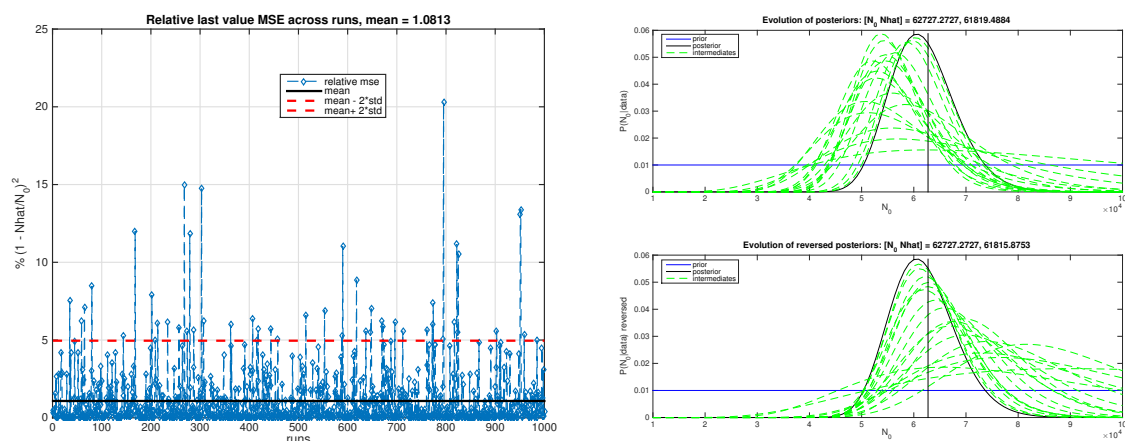 Relative last value MSE across runs, mean = 1.0813
25
20
15
10
5
0
% (1 - Nhat/N₀)²
relative mse
mean
mean - 2*std
mean+ 2*std
0 100 200 300 400 500 600 700 800 900 1000
runs
Evolution of posteriors: [N₀ Nhat] = 62727.2727, 61819.4884
0.06
0.05
0.04
0.03
0.02
0.01
0
P(N₀|data)
prior
posterior
intermediates
1 2 3 4 5 6 7 8 9 10
N₀
×10⁴
Evolution of reversed posteriors: [N₀ Nhat] = 62727.2727, 61815.8753
0.06
0.05
0.04
0.03
0.02
0.01
0
P(N₀|data) reversed
prior
posterior
intermediates
1 2 3 4 5 6 7 8 9 10
N₀
×10⁴